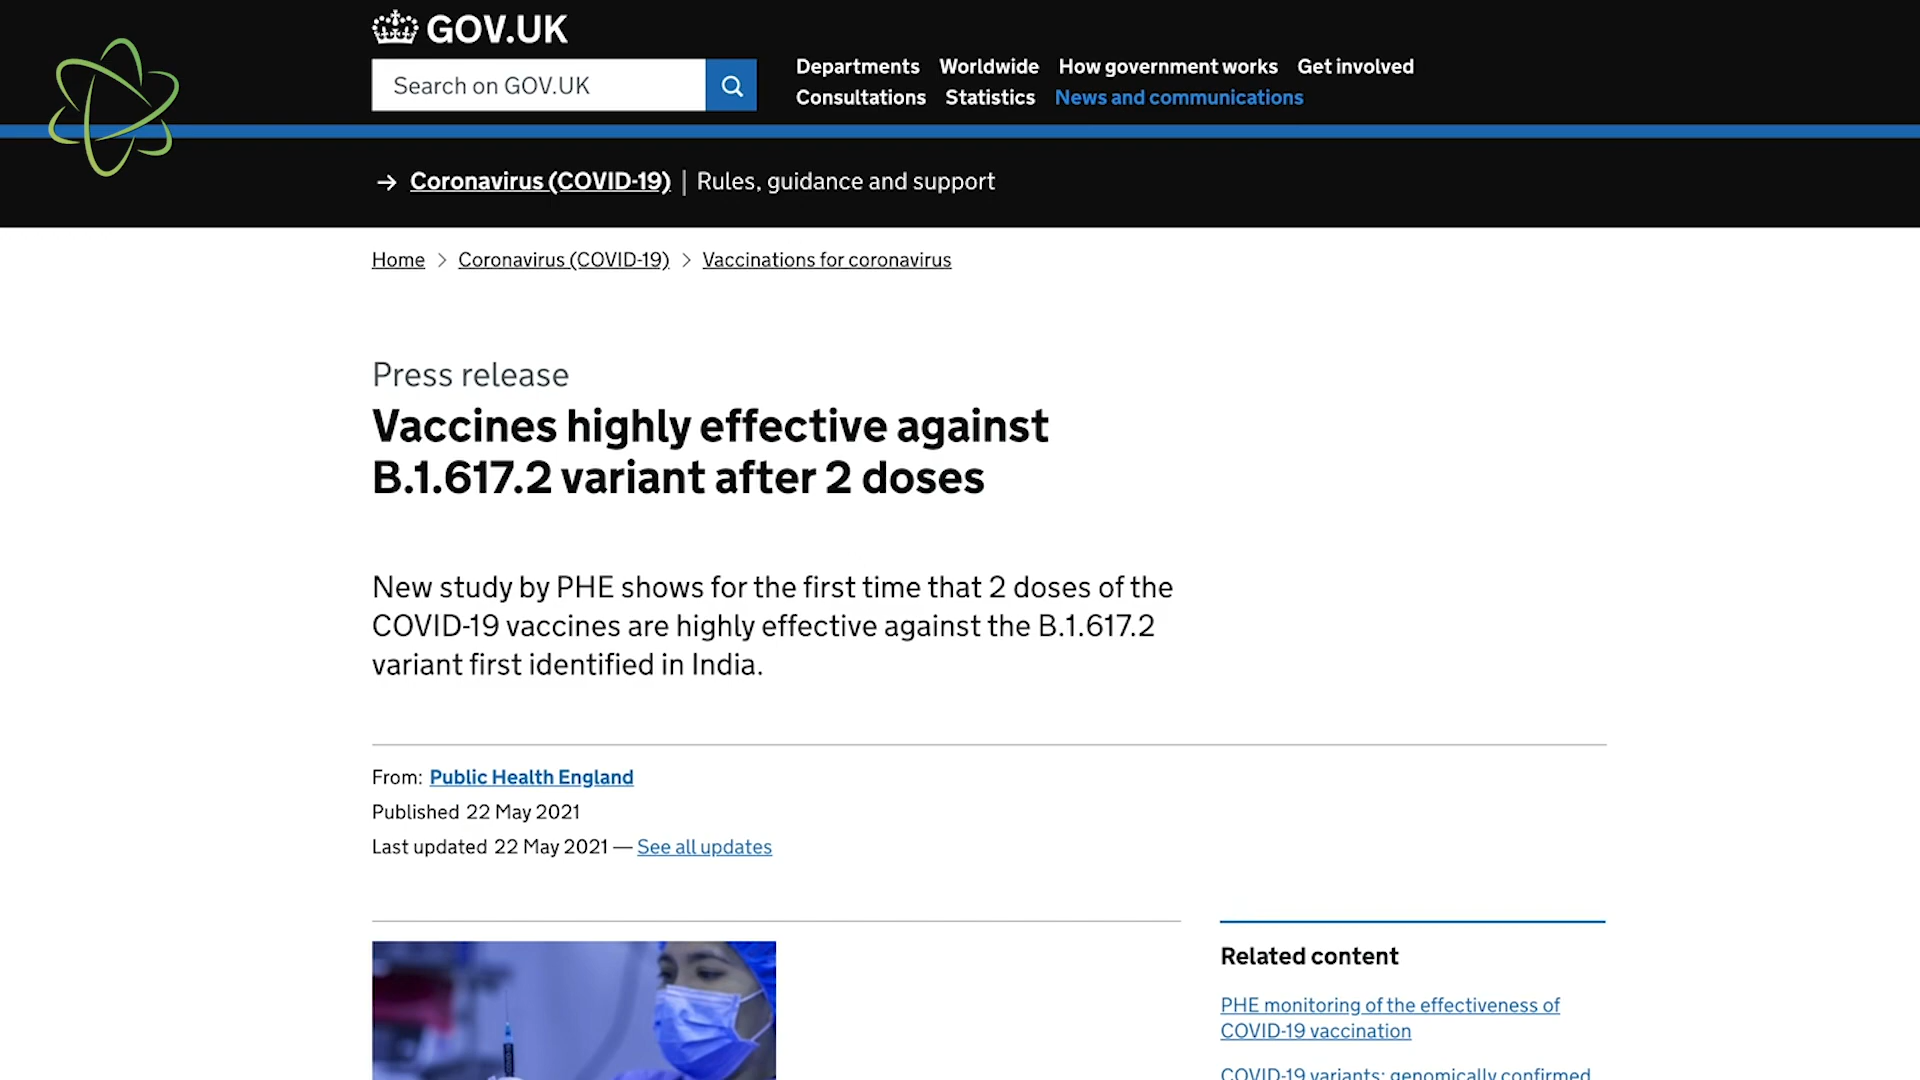 GOV.UK
Search on GOV.UK
Departments Worldwide How government works Get involved
Consultations Statistics News and communications
→ Coronavirus (COVID-19) | Rules, guidance and support
Home > Coronavirus (COVID-19) > Vaccinations for coronavirus
Press release
Vaccines highly effective against
B.1.617.2 variant after 2 doses
New study by PHE shows for the first time that 2 doses of the
COVID-19 vaccines are highly effective against the B.1.617.2
variant first identified in India.
From: Public Health England
Published 22 May 2021
Last updated 22 May 2021 — See all updates
Related content
PHE monitoring of the effectiveness of
COVID-19 vaccination
COVID-19 variants: genomically confirmed